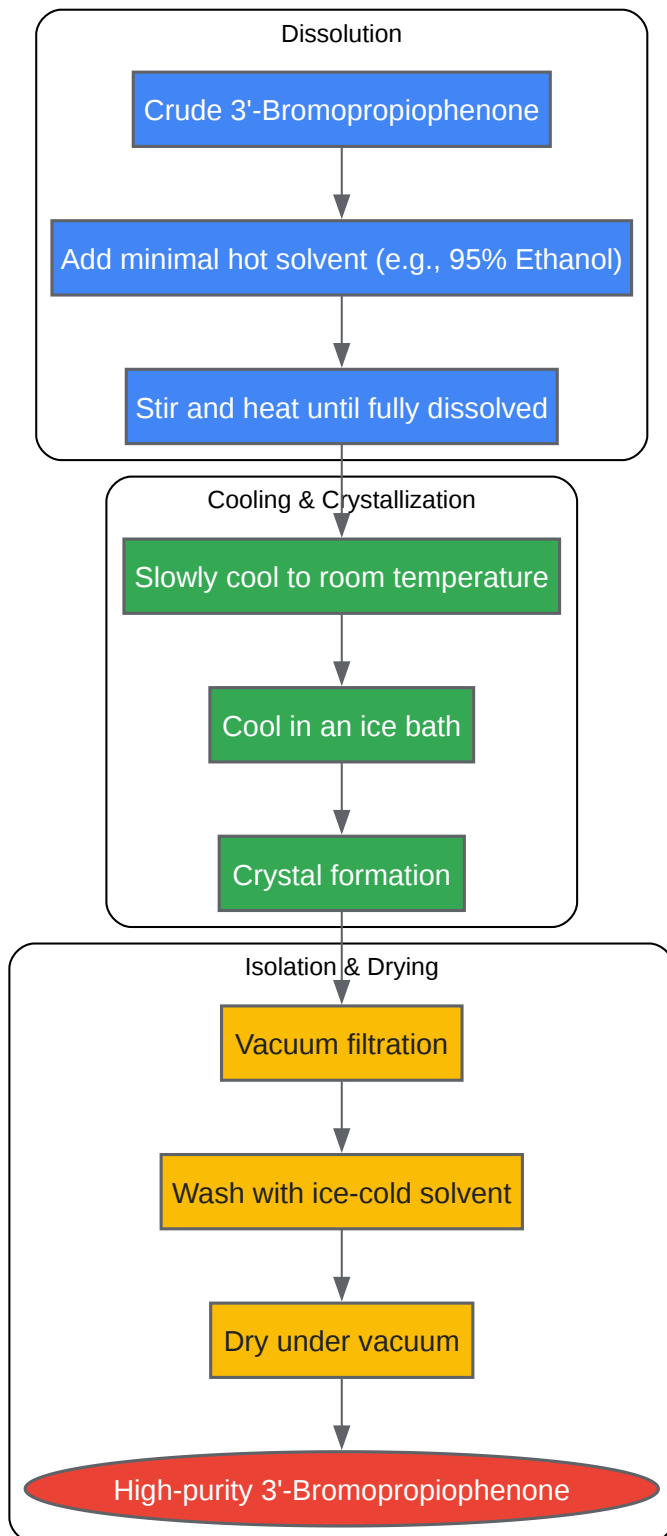 Dissolution
Crude 3'-Bromopropiophenone
Add minimal hot solvent (e.g., 95% Ethanol)
Stir and heat until fully dissolved
Cooling & Crystallization
Slowly cool to room temperature
Cool in an ice bath
Crystal formation
Isolation & Drying
Vacuum filtration
Wash with ice-cold solvent
Dry under vacuum
High-purity 3'-Bromopropiophenone